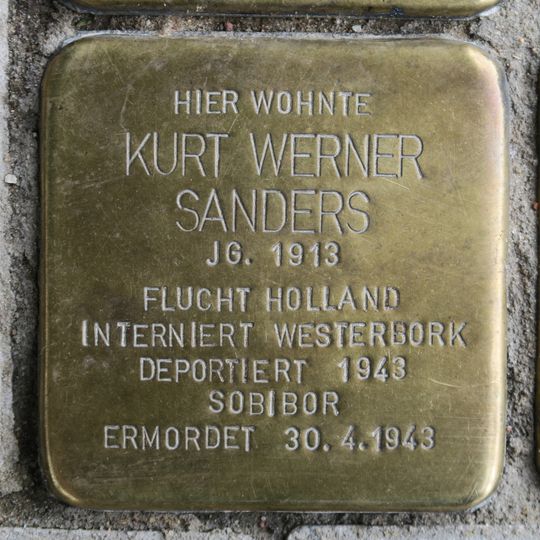 HIER WOHNTE
KURT WERNER
SANDERS
JG. 1913
FLUCHT HOLLAND
INTERNIERT WESTERBORK
DEPORTIERT 1943
SOBIBOR
ERMORDET 30.4.1943